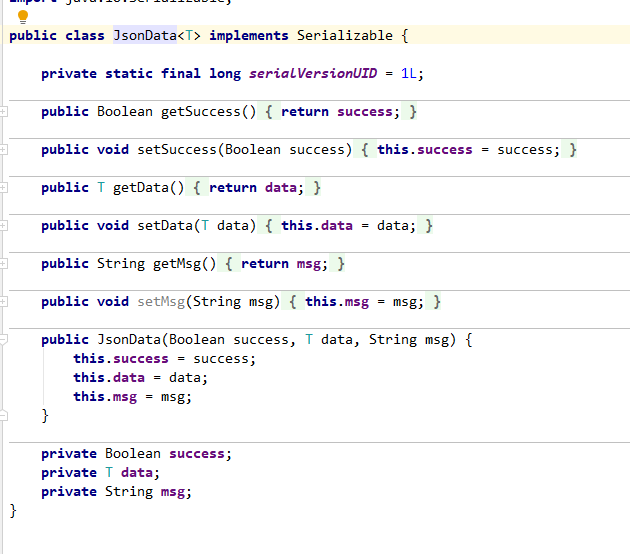 import java.io.Serializable;
public class JsonData<T> implements Serializable {
private static final long serialVersionUID = 1L;
public Boolean getSuccess() { return success; }
public void setSuccess(Boolean success) { this.success = success; }
public T getData() { return data; }
public void setData(T data) { this.data = data; }
public String getMsg() { return msg; }
public void setMsg(String msg) { this.msg = msg; }
public JsonData(Boolean success, T data, String msg) {
this.success = success;
this.data = data;
this.msg = msg;
}
private Boolean success;
private T data;
private String msg;
}